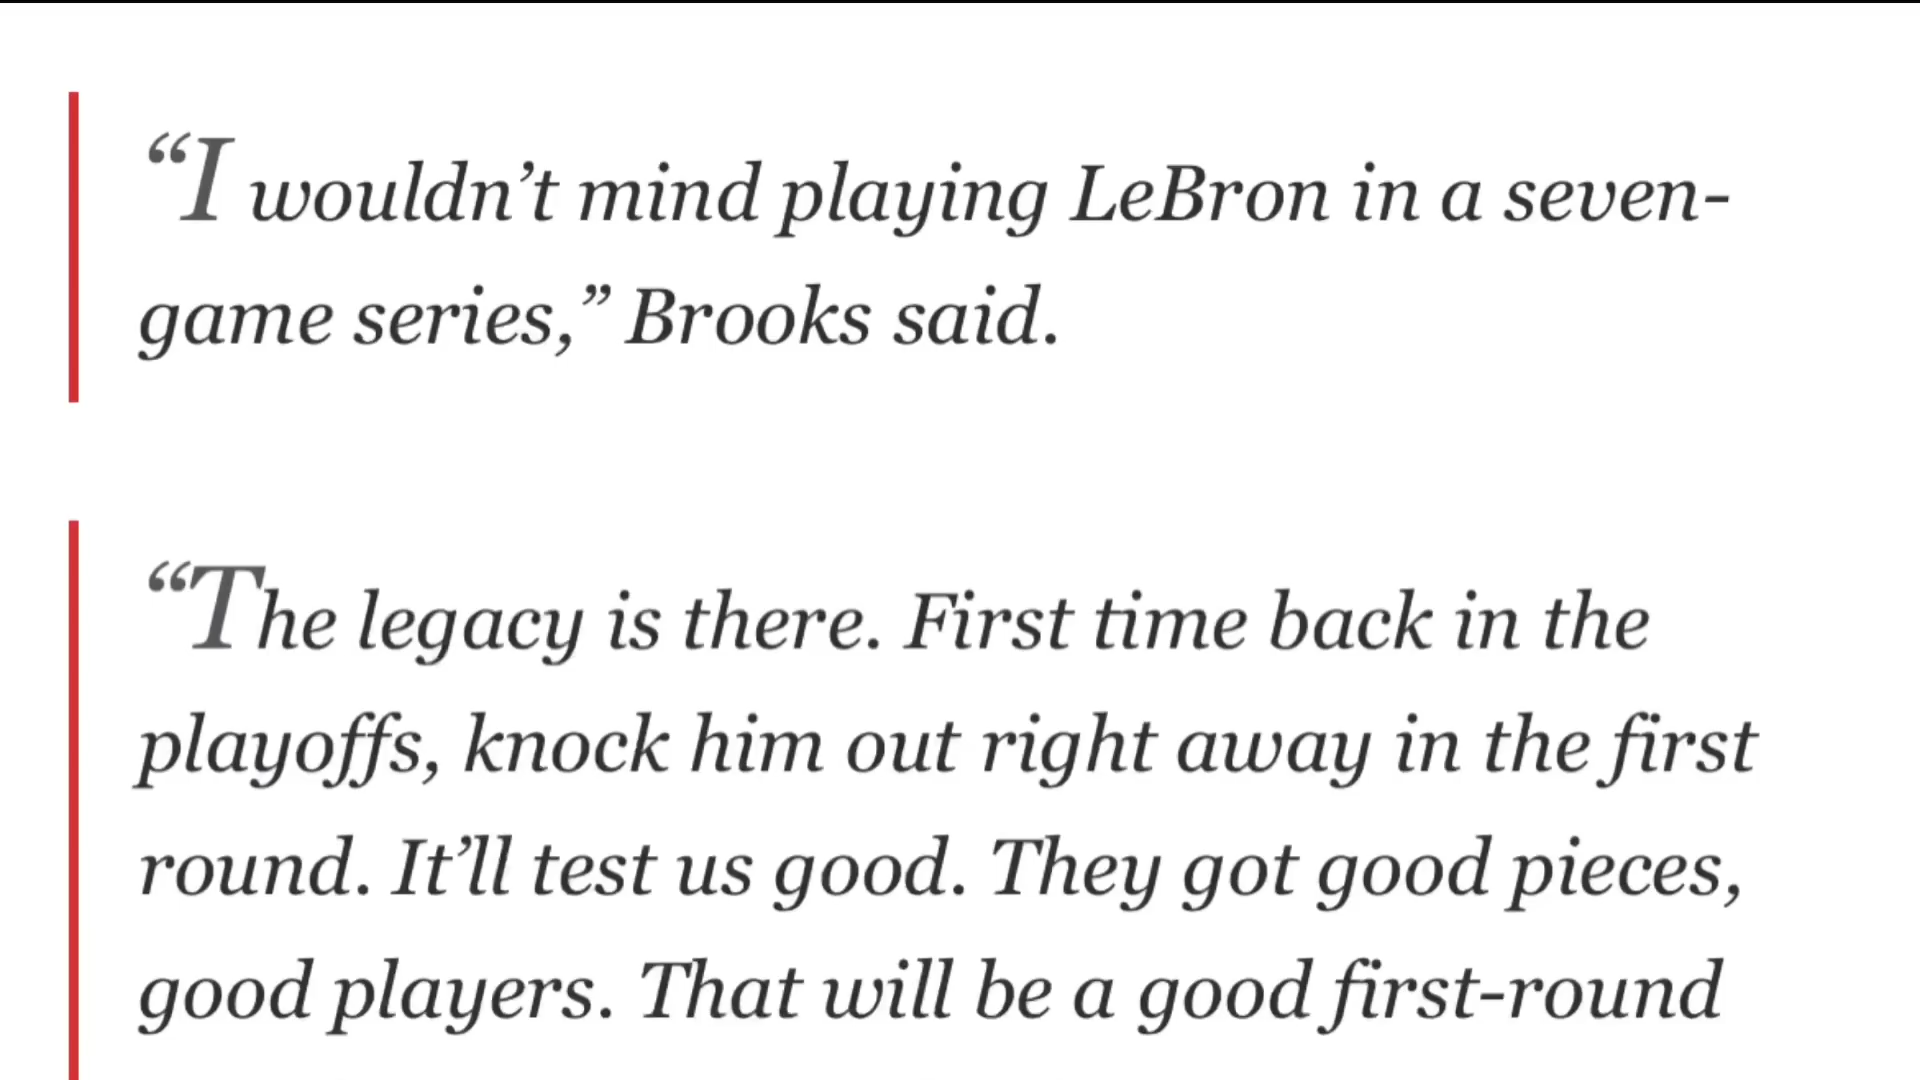 “I wouldn’t mind playing LeBron in a seven-
game series,” Brooks said.
“The legacy is there. First time back in the
playoffs, knock him out right away in the first
round. It’ll test us good. They got good pieces,
good players. That will be a good first-round